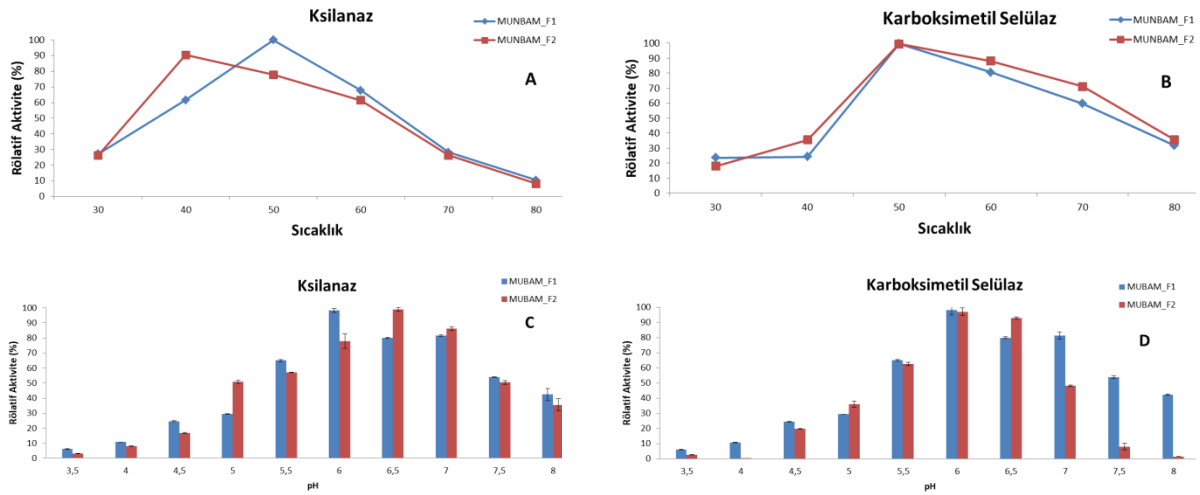 Ksilanaz
MUNBAM_F1
MUNBAM_F2
A
Rölatif Aktivite (%)
100
90
80
70
60
50
40
30
20
10
0
30 40 50 60 70 80
Sıcaklık
Karboksimetil Selülaz
MUNBAM_F1
MUNBAM_F2
B
Rölatif Aktivite (%)
100
90
80
70
60
50
40
30
20
10
0
30 40 50 60 70 80
Sıcaklık
Ksilanaz
MUBAM_F1
MUBAM_F2
C
Rölatif Aktivite (%)
100
90
80
70
60
50
40
30
20
10
0
3,5 4 4,5 5 5,5 6 6,5 7 7,5 8
pH
Karboksimetil Selülaz
MUBAM_F1
MUBAM_F2
D
Rölatif Aktivite (%)
100
90
80
70
60
50
40
30
20
10
0
3,5 4 4,5 5 5,5 6 6,5 7 7,5 8
pH